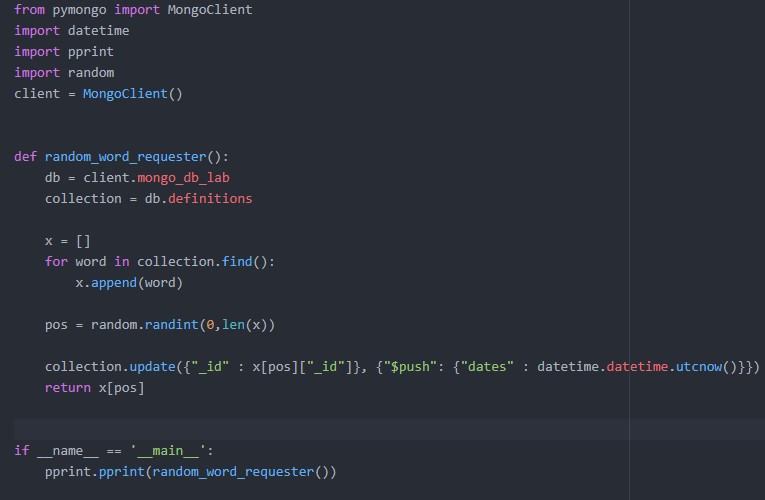 from pymongo import MongoClient
import datetime
import pprint
import random
client = MongoClient()
def random_word_requester():
    db = client.mongo_db_lab
    collection = db.definitions
    x = []
    for word in collection.find():
        x.append(word)
    pos = random.randint(0,len(x))
    collection.update({"_id" : x[pos]["_id"]}, {"$push": {"dates" : datetime.datetime.utcnow()}})
    return x[pos]
if __name__ == '__main__':
    pprint.pprint(random_word_requester())